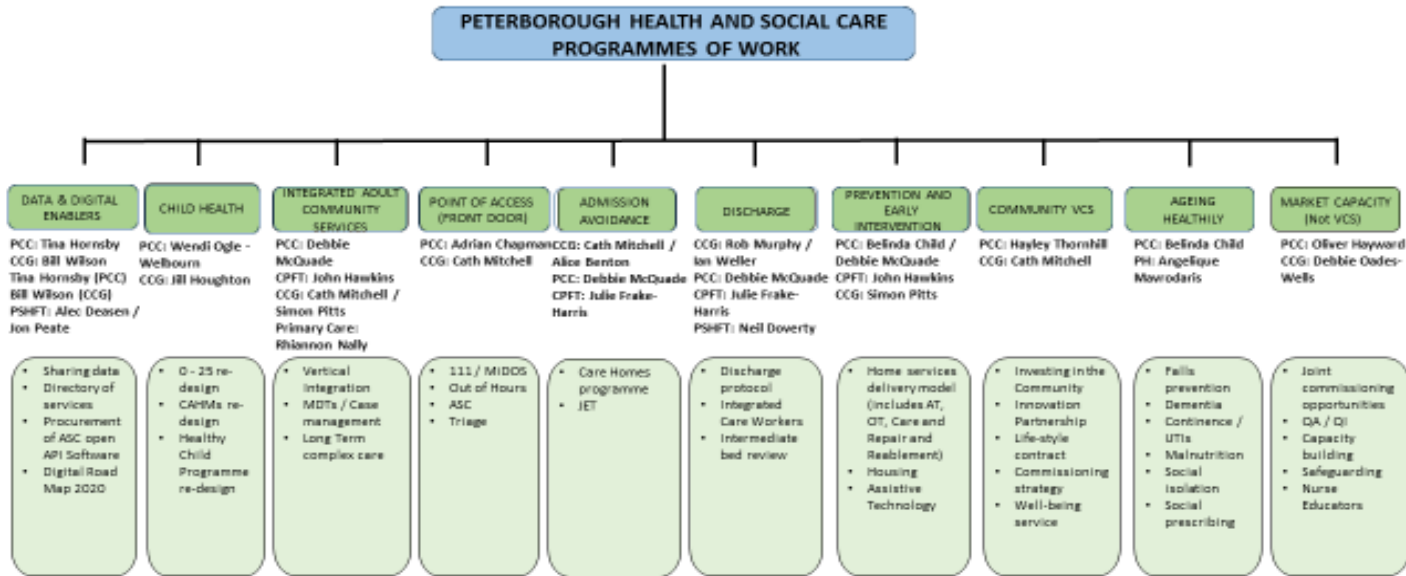 PETERBOROUGH HEALTH AND SOCIAL CARE
PROGRAMMES OF WORK
DATA & DIGITAL
ENABLERS
PCC: Tina Hornsby
CCG: Bill Wilson
Tina Hornsby (PCC)
Bill Wilson (CCG)
PSHFT: Alec Deasen /
Jon Peate
• Sharing data
• Directory of
services
• Procurement
of ASC open
API Software
• Digital Road
Map 2020
CHILD HEALTH
PCC: Wendi Ogle -
Welbourn
CCG: Jill Houghton
• 0 - 25 re-
design
• CAHMs re-
design
• Healthy
Child
Programme
re-design
INTEGRATED ADULT
COMMUNITY
SERVICES
PCC: Debbie
McQuade
CPFT: John Hawkins
CCG: Cath Mitchell /
Simon Pitts
Primary Care:
Rhiannon Nally
• Vertical
Integration
• MDTs / Case
management
• Long Term
complex care
POINT OF ACCESS
(FRONT DOOR)
PCC: Adrian Chapman
CCG: Cath Mitchell
• 111 / MIDOS
• Out of Hours
• ASC
• Triage
ADMISSION
AVOIDANCE
CCG: Cath Mitchell /
Alice Benton
PCC: Debbie McQuade
CPFT: Julie Frake-
Harris
• Care Homes
programme
• JET
DISCHARGE
CCG: Rob Murphy /
Ian Weller
PCC: Debbie McQuade
CPFT: Julie Frake-
Harris
PSHFT: Neil Doverty
• Discharge
protocol
• Integrated
Care Workers
• Intermediate
bed review
PREVENTION AND
EARLY
INTERVENTION
PCC: Belinda Child /
Debbie McQuade
CPFT: John Hawkins
CCG: Simon Pitts
• Home services
delivery model
(includes AT,
OT, Care and
Repair and
Reablement)
• Housing
• Assistive
Technology
COMMUNITY VCS
PCC: Hayley Thornhill
CCG: Cath Mitchell
• Investing in the
Community
• Innovation
Partnership
• Life-style
contract
• Commissioning
strategy
• Well-being
service
AGEING
HEALTHILY
PCC: Belinda Child
PH: Angelique
Mavrodaris
• Falls
prevention
• Dementia
• Continence /
UTIs
• Malnutrition
• Social
isolation
• Social
prescribing
MARKET CAPACITY
(Not VCS)
PCC: Oliver Hayward
CCG: Debbie Oades-
Wells
• Joint
commissioning
opportunities
• QA / QI
• Capacity
building
• Safeguarding
• Nurse
Educators